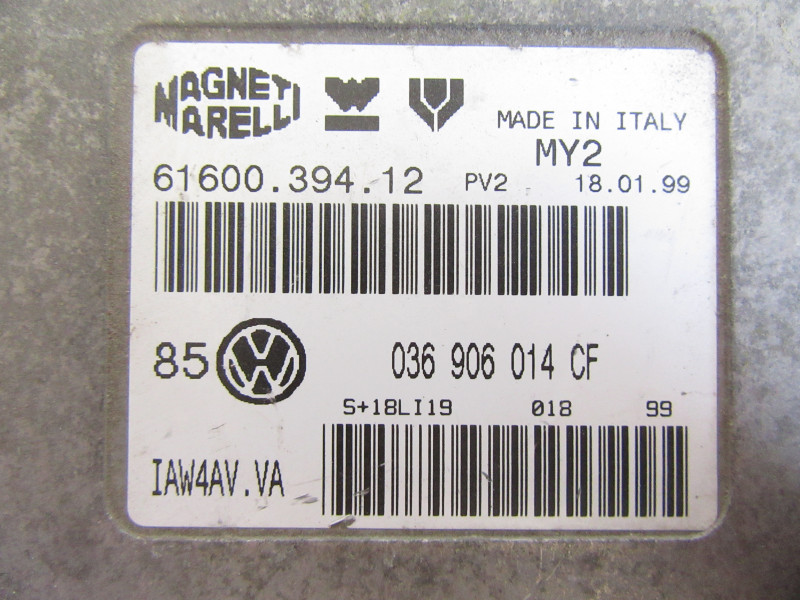 MAGNETI
MARELLI
MADE IN ITALY
MY2
61600.394.12 PV2 18.01.99
85 036 906 014 CF
S+18LI19 018 99
IAW4AV.VA